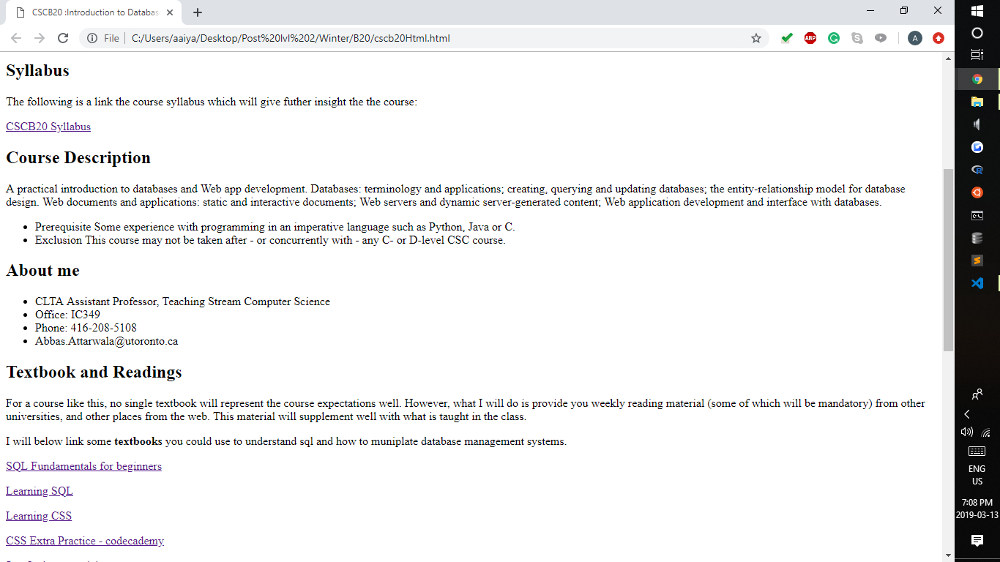 CSCB20 :Introduction to Databas
File
C:/Users/aaiya/Desktop/Post%20lvl%202/Winter/B20/cscb20Html.html
ABP
A
Syllabus
The following is a link the course syllabus which will give futher insight the the course:
CSCB20 Syllabus
Course Description
A practical introduction to databases and Web app development. Databases: terminology and applications; creating, querying and updating databases; the entity-relationship model for database
design. Web documents and applications: static and interactive documents; Web servers and dynamic server-generated content; Web application development and interface with databases.
• Prerequisite Some experience with programming in an imperative language such as Python, Java or C.
• Exclusion This course may not be taken after - or concurrently with - any C- or D-level CSC course.
About me
• CLTA Assistant Professor, Teaching Stream Computer Science
• Office: IC349
• Phone: 416-208-5108
• Abbas.Attarwala@utoronto.ca
Textbook and Readings
For a course like this, no single textbook will represent the course expectations well. However, what I will do is provide you weekly reading material (some of which will be mandatory) from other
universities, and other places from the web. This material will supplement well with what is taught in the class.
I will below link some textbooks you could use to understand sql and how to muniplate database management systems.
SQL Fundamentals for beginners
Learning SQL
Learning CSS
CSS Extra Practice - codecademy
ENG
US
7:08 PM
2019-03-13